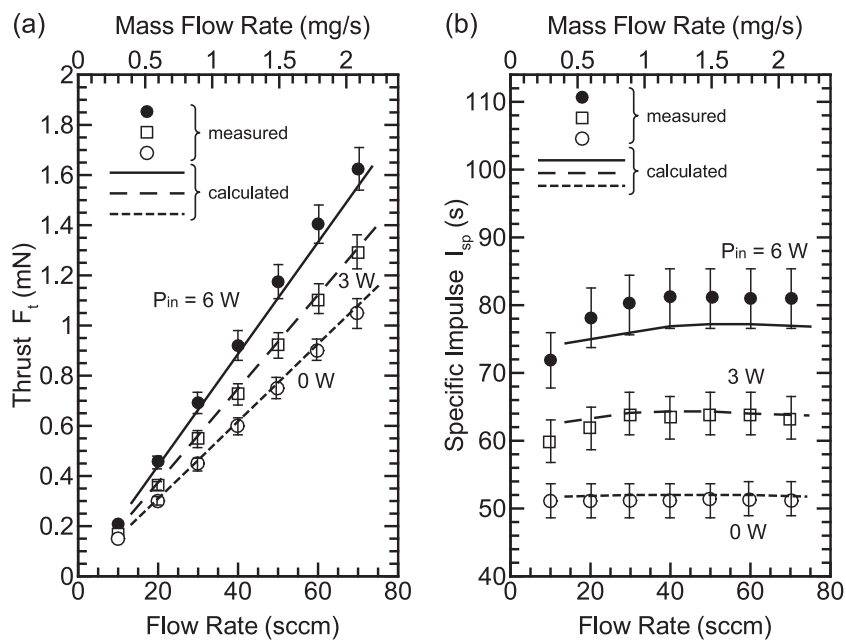 (a)
Mass Flow Rate (mg/s)
0 0.5 1 1.5 2
2
1.8
1.6
1.4
1.2
1
0.8
0.6
0.4
0.2
0
Thrust F_t (mN)
measured
calculated
P_in = 6 W
3 W
0 W
0 20 40 60 80
Flow Rate (sccm)
(b)
Mass Flow Rate (mg/s)
0 0.5 1 1.5 2
110
100
90
80
70
60
50
40
Specific Impulse I_sp (s)
measured
calculated
P_in = 6 W
3 W
0 W
0 20 40 60 80
Flow Rate (sccm)